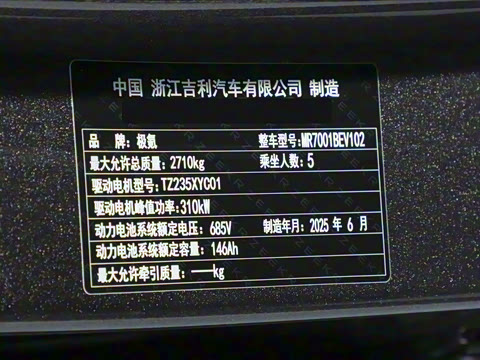 中国 浙江吉利汽车有限公司 制造
品 牌：极氪 整车型号：MR7001BEV102
最大允许总质量：2710kg 乘坐人数：5
驱动电机型号：TZ235XYC01
驱动电机峰值功率：310kW
动力电池系统额定电压：685V 制造年月：2025 年 6 月
动力电池系统额定容量：146Ah
最大允许牵引质量：——kg